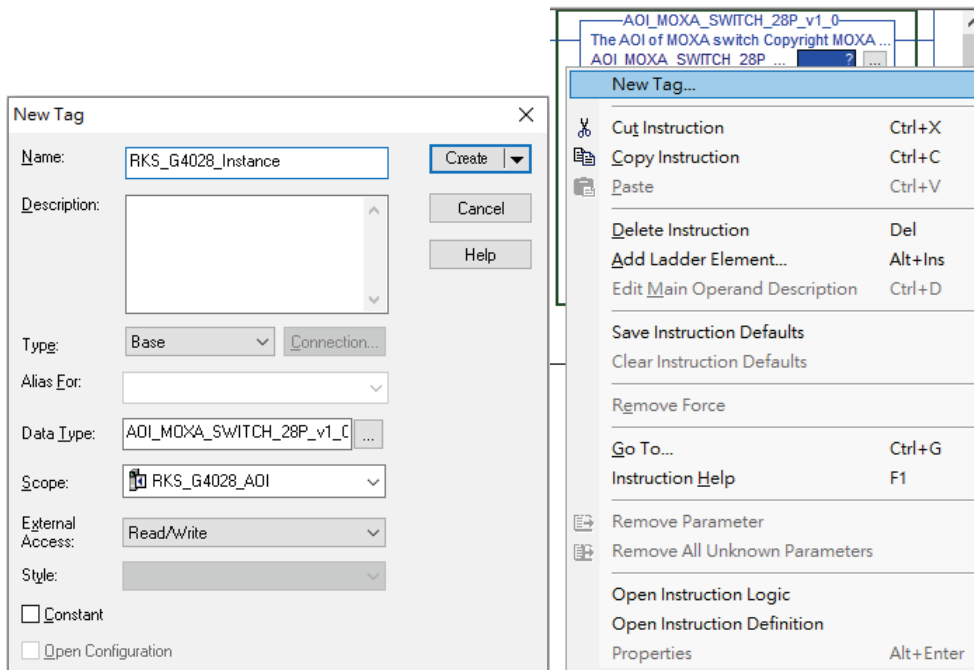 New Tag
Name:
RKS_G4028_Instance
Create
Description:
Cancel
Help
Type:
Base
Connection...
Alias For:
Data Type:
AOI_MOXA_SWITCH_28P_v1_0
...
Scope:
RKS_G4028_AOI
External
Access:
Read/Write
Style:
Constant
Open Configuration
AOI_MOXA_SWITCH_28P_v1_0
The AOI of MOXA switch Copyright MOXA ...
AOI_MOXA_SWITCH_28P_... ? ...
New Tag...
Cut Instruction Ctrl+X
Copy Instruction Ctrl+C
Paste Ctrl+V
Delete Instruction Del
Add Ladder Element... Alt+Ins
Edit Main Operand Description Ctrl+D
Save Instruction Defaults
Clear Instruction Defaults
Remove Force
Go To... Ctrl+G
Instruction Help F1
Remove Parameter
Remove All Unknown Parameters
Open Instruction Logic
Open Instruction Definition
Properties Alt+Enter